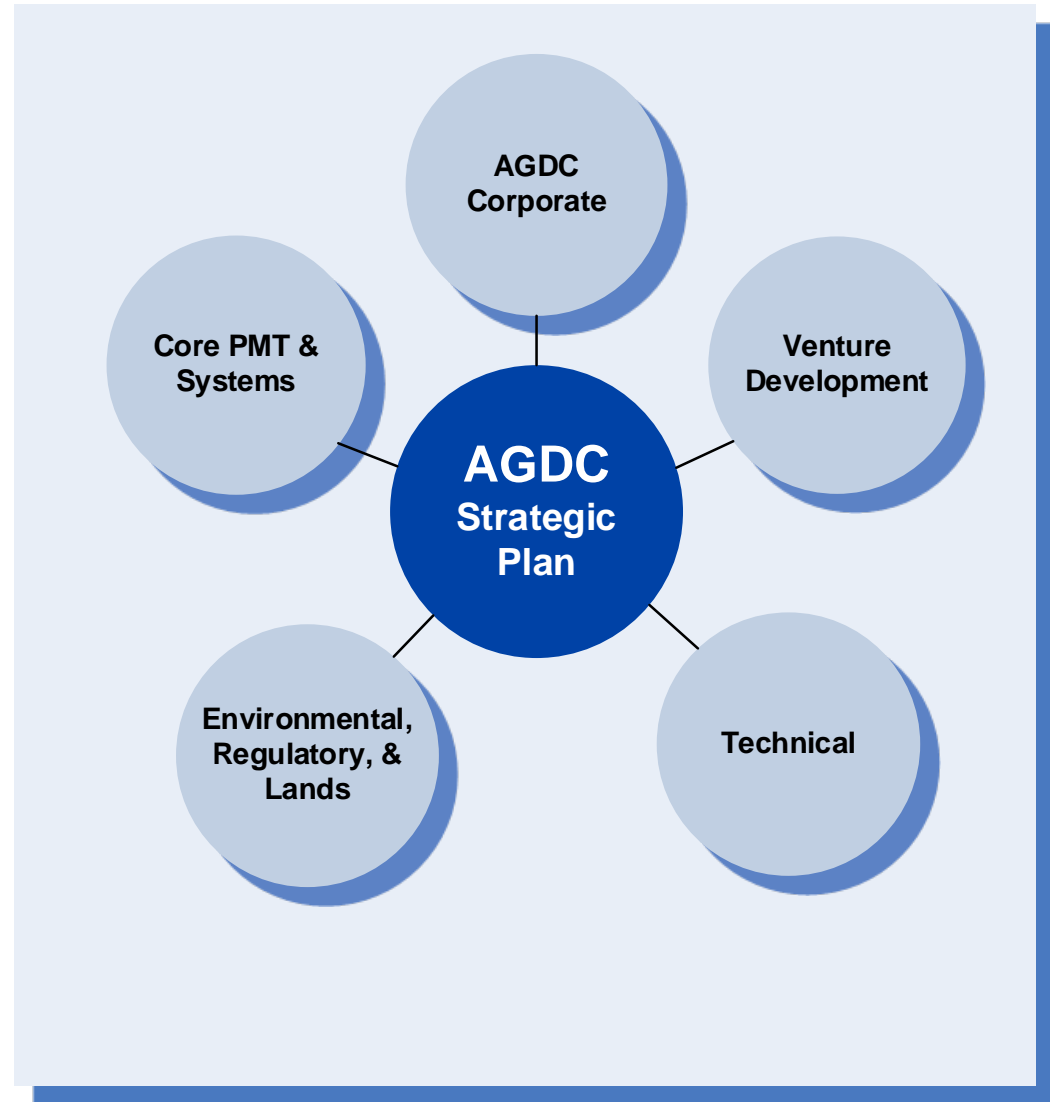 AGDC
Corporate
Core PMT &
Systems
Venture
Development
AGDC
Strategic
Plan
Environmental,
Regulatory, &
Lands
Technical